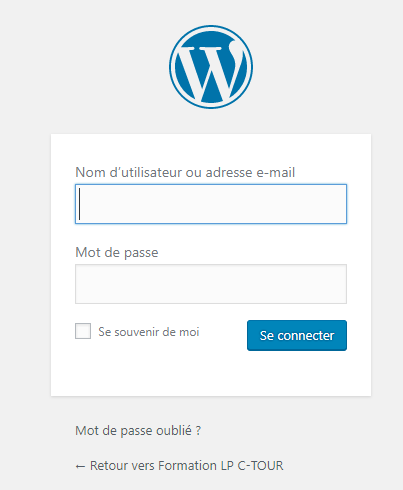 Nom d'utilisateur ou adresse e-mail
Mot de passe
Se souvenir de moi
Se connecter
Mot de passe oublié ?
← Retour vers Formation LP C-TOUR